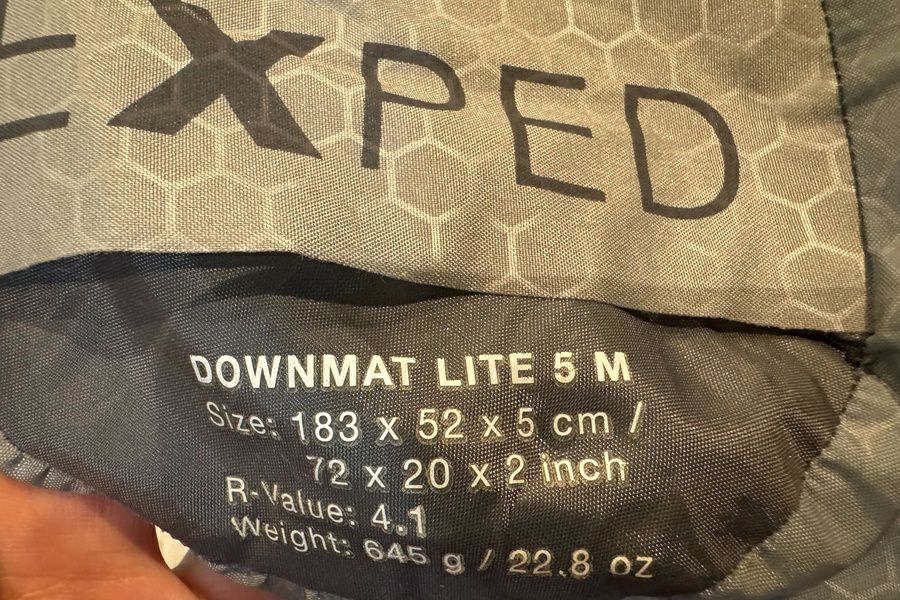 EXPED
DOWNMAT LITE 5 M
Size: 183 x 52 x 5 cm /
72 x 20 x 2 inch
R-Value: 4.1
Weight: 645 g / 22.8 oz